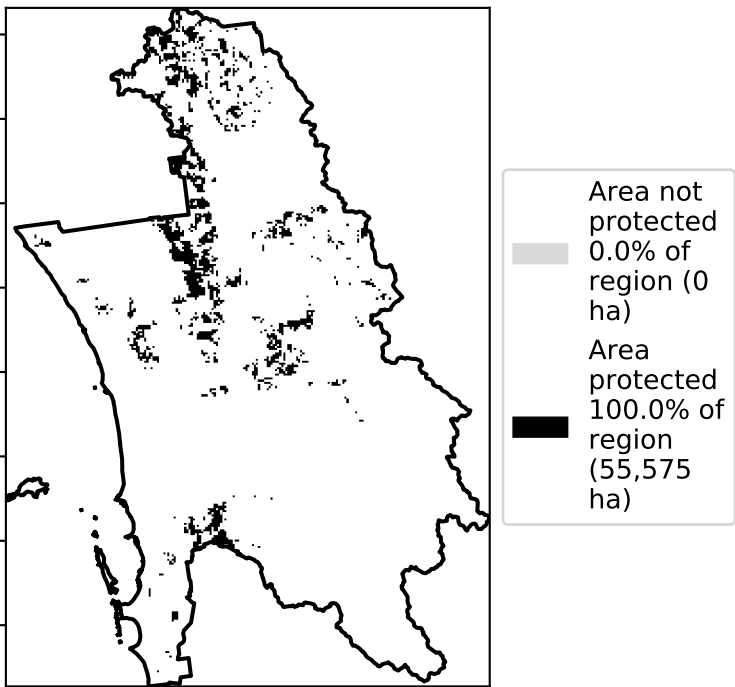 Area not
protected
0.0% of
region (0
ha)
Area
protected
100.0% of
region
(55,575
ha)